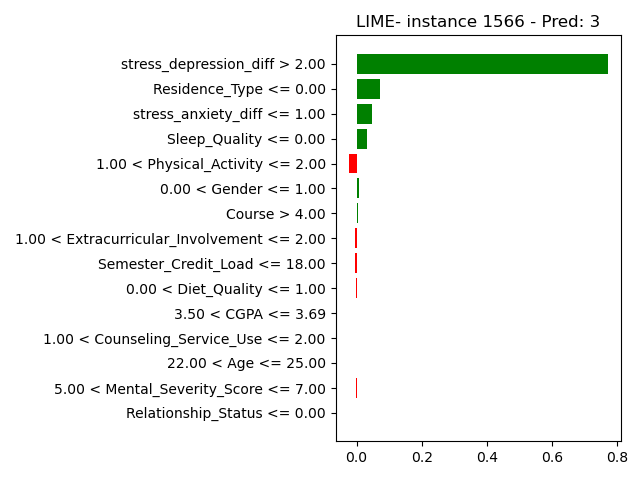 LIME- instance 1566 - Pred: 3
stress_depression_diff > 2.00
Residence_Type <= 0.00
stress_anxiety_diff <= 1.00
Sleep_Quality <= 0.00
1.00 < Physical_Activity <= 2.00
0.00 < Gender <= 1.00
Course > 4.00
1.00 < Extracurricular_Involvement <= 2.00
Semester_Credit_Load <= 18.00
0.00 < Diet_Quality <= 1.00
3.50 < CGPA <= 3.69
1.00 < Counseling_Service_Use <= 2.00
22.00 < Age <= 25.00
5.00 < Mental_Severity_Score <= 7.00
Relationship_Status <= 0.00
0.0 0.2 0.4 0.6 0.8